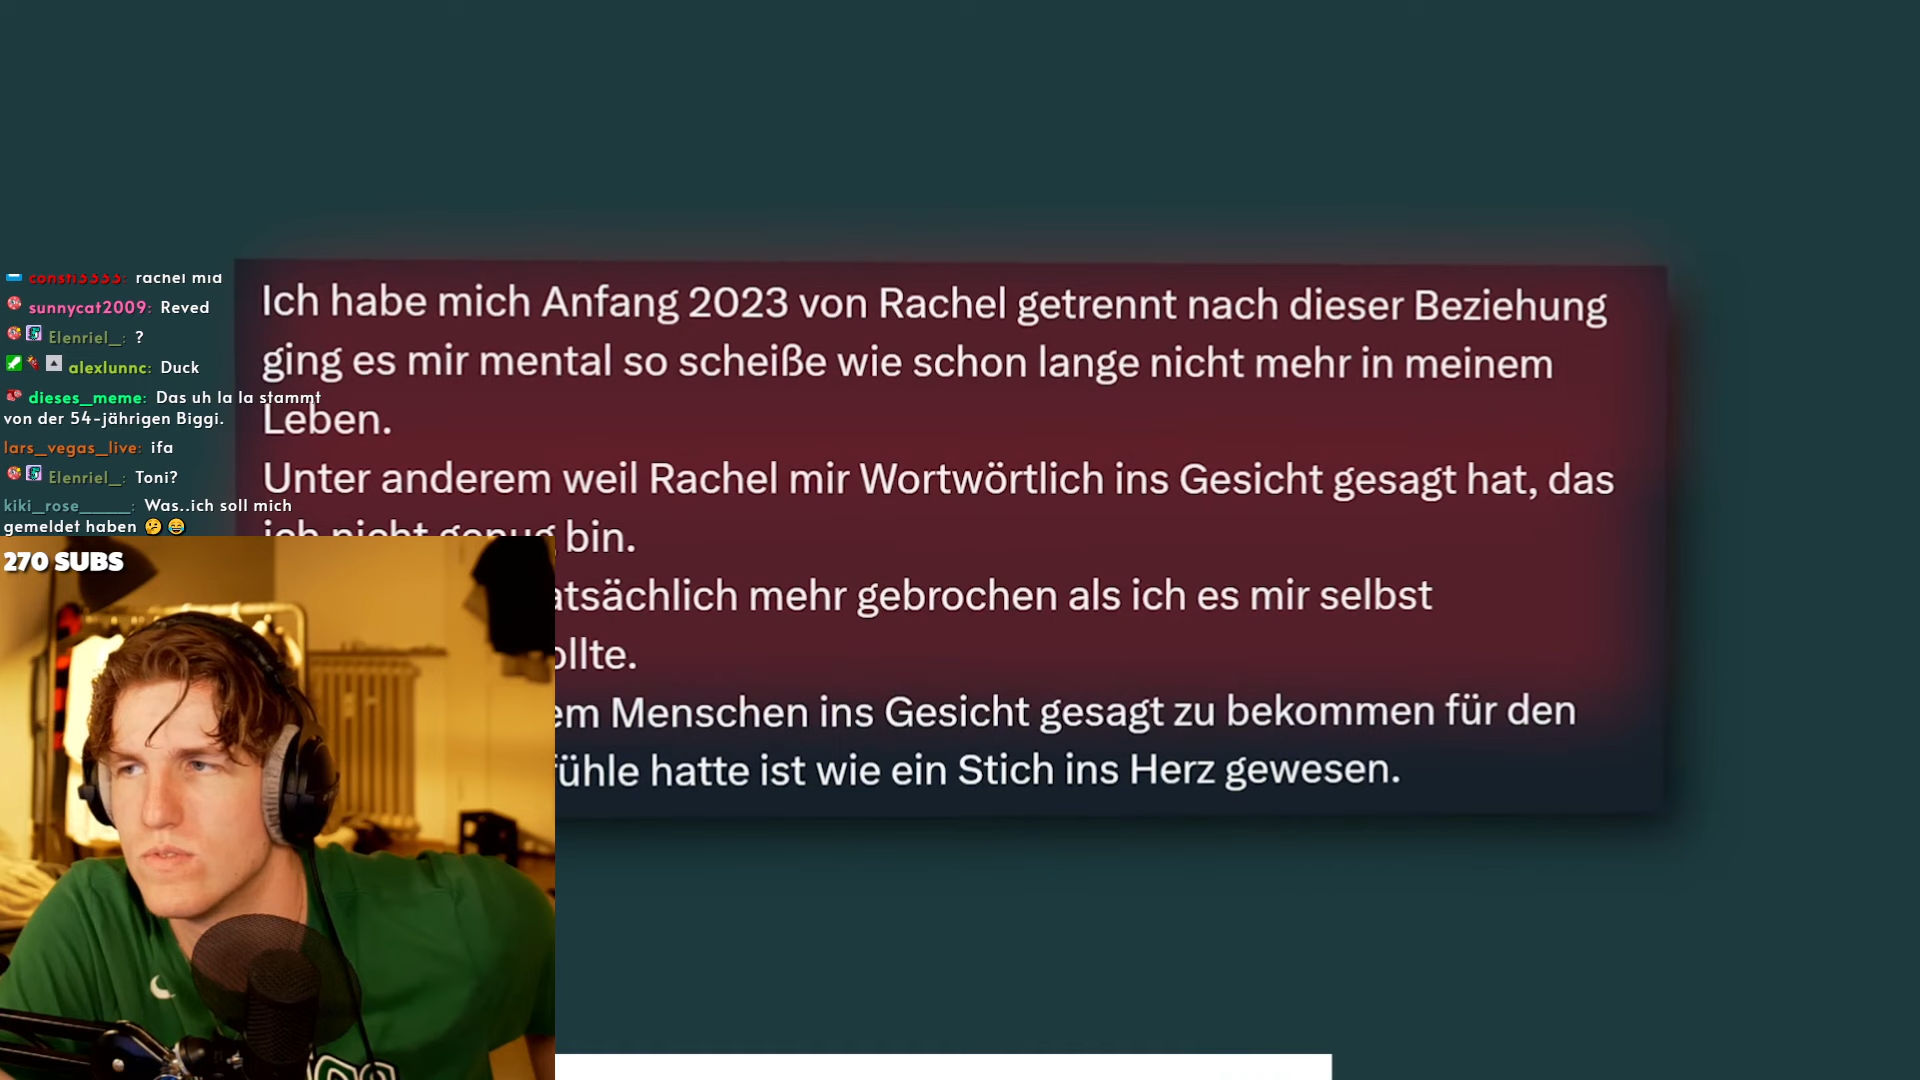 rachel mid
sunnycat2009: Reved
Elenriel_: ?
alexlunnc: Duck
dieses_meme: Das uh la la stammt
von der 54-jährigen Biggi.
lars_vegas_live: ifa
Elenriel_: Toni?
kiki_rose_____: Was..ich soll mich
gemeldet haben 🤔 😂
270 SUBS
Ich habe mich Anfang 2023 von Rachel getrennt nach dieser Beziehung
ging es mir mental so scheiße wie schon lange nicht mehr in meinem
Leben.
Unter anderem weil Rachel mir Wortwörtlich ins Gesicht gesagt hat, das
ich nicht genug bin.
atsächlich mehr gebrochen als ich es mir selbst
ollte.
em Menschen ins Gesicht gesagt zu bekommen für den
fühle hatte ist wie ein Stich ins Herz gewesen.